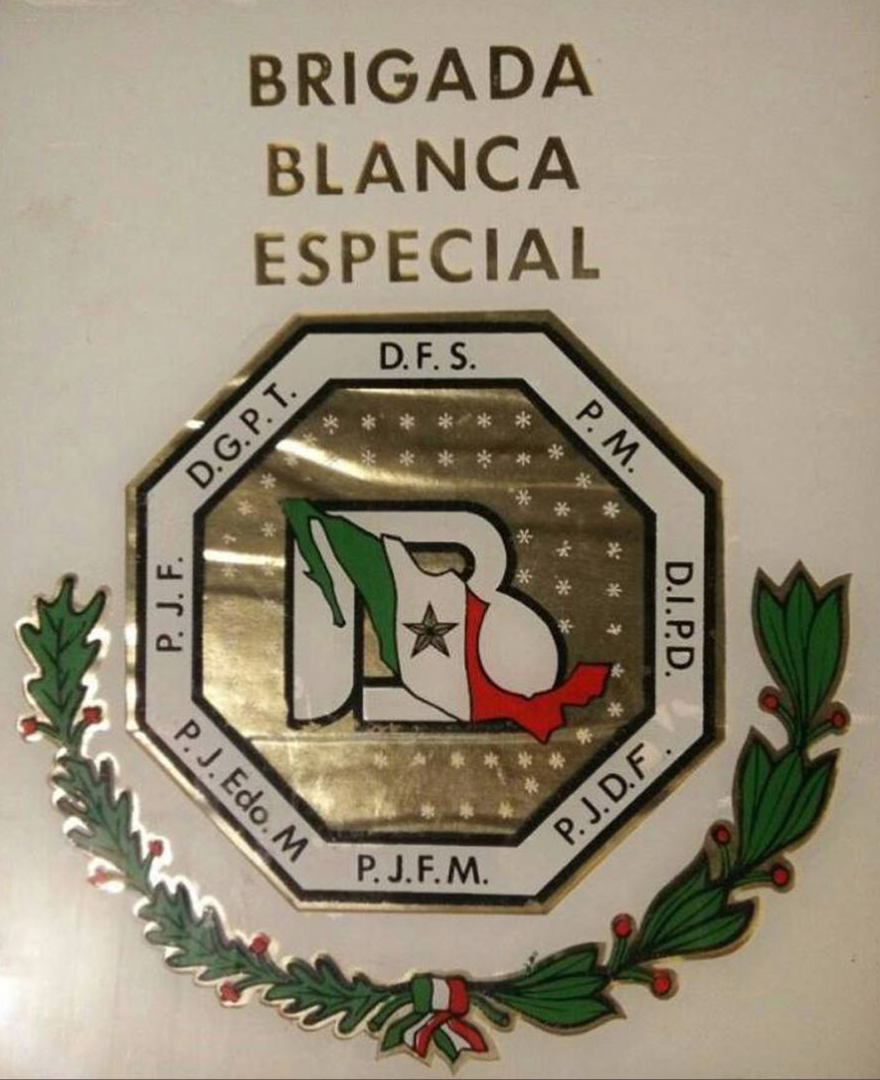 BRIGADA
BLANCA
ESPECIAL
D.F.S.
P.M.
D.I.P.D.
P.J.D.F.
P.J.F.M.
P.J.Edo.M
P.J.F.
D.G.P.T.
B